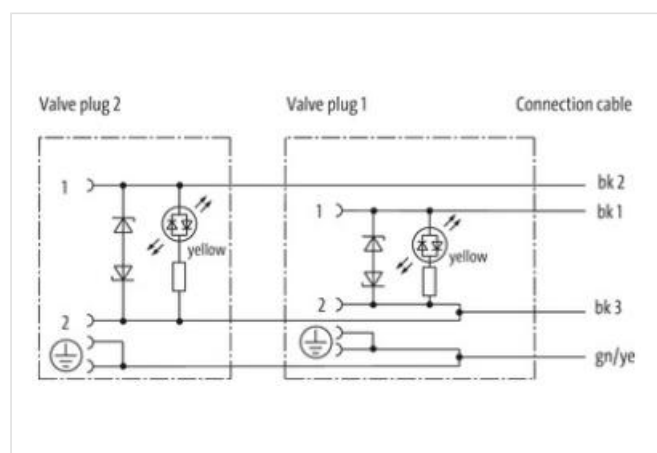 Valve plug 2 Valve plug 1 Connection cable
1 bk 2
1 bk 1
yellow yellow
2 bk 3
2
gn/ye